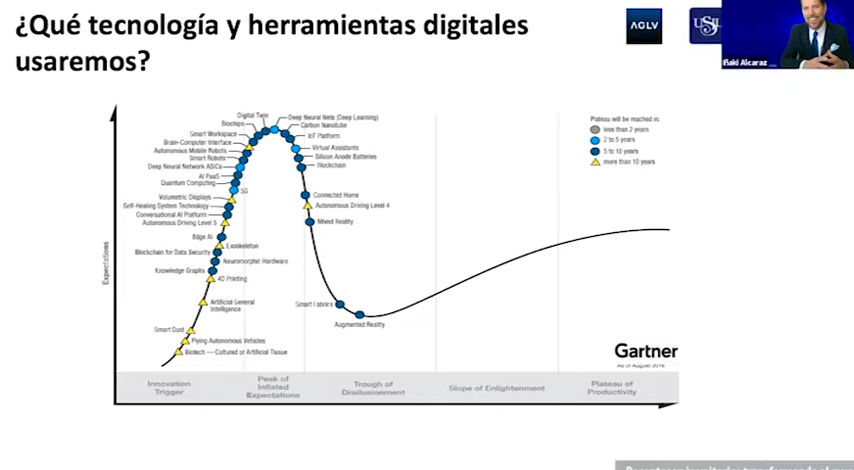 ¿Qué tecnología y herramientas digitales
usaremos?
AGLV
USIL
Iñaki Alcaraz
Expectations
Digital Twin
Biochips
Smart Workspace
Brain-Computer Interface
Autonomous Mobile Robots
Smart Robots
Deep Neural Network ASICs
AI PaaS
Quantum Computing
5G
Volumetric Displays
Self-Healing System Technology
Conversational AI Platform
Autonomous Driving Level 5
Edge AI
Exoskeleton
Blockchain for Data Security
Neuromorphic Hardware
Knowledge Graphs
4D Printing
Artificial General
Intelligence
Smart Dust
Flying Autonomous Vehicles
Biotech — Cultured or Artificial Tissue
Deep Neural Nets (Deep Learning)
Carbon Nanotube
IoT Platform
Virtual Assistants
Silicon Anode Batteries
Blockchain
Connected Home
Autonomous Driving Level 4
Mixed Reality
Smart Fabrics
Augmented Reality
Plateau will be reached in:
less than 2 years
2 to 5 years
5 to 10 years
more than 10 years
Gartner
As of August 2018
Innovation
Trigger
Peak of
Inflated
Expectations
Trough of
Disillusionment
Slope of Enlightenment
Plateau of
Productivity